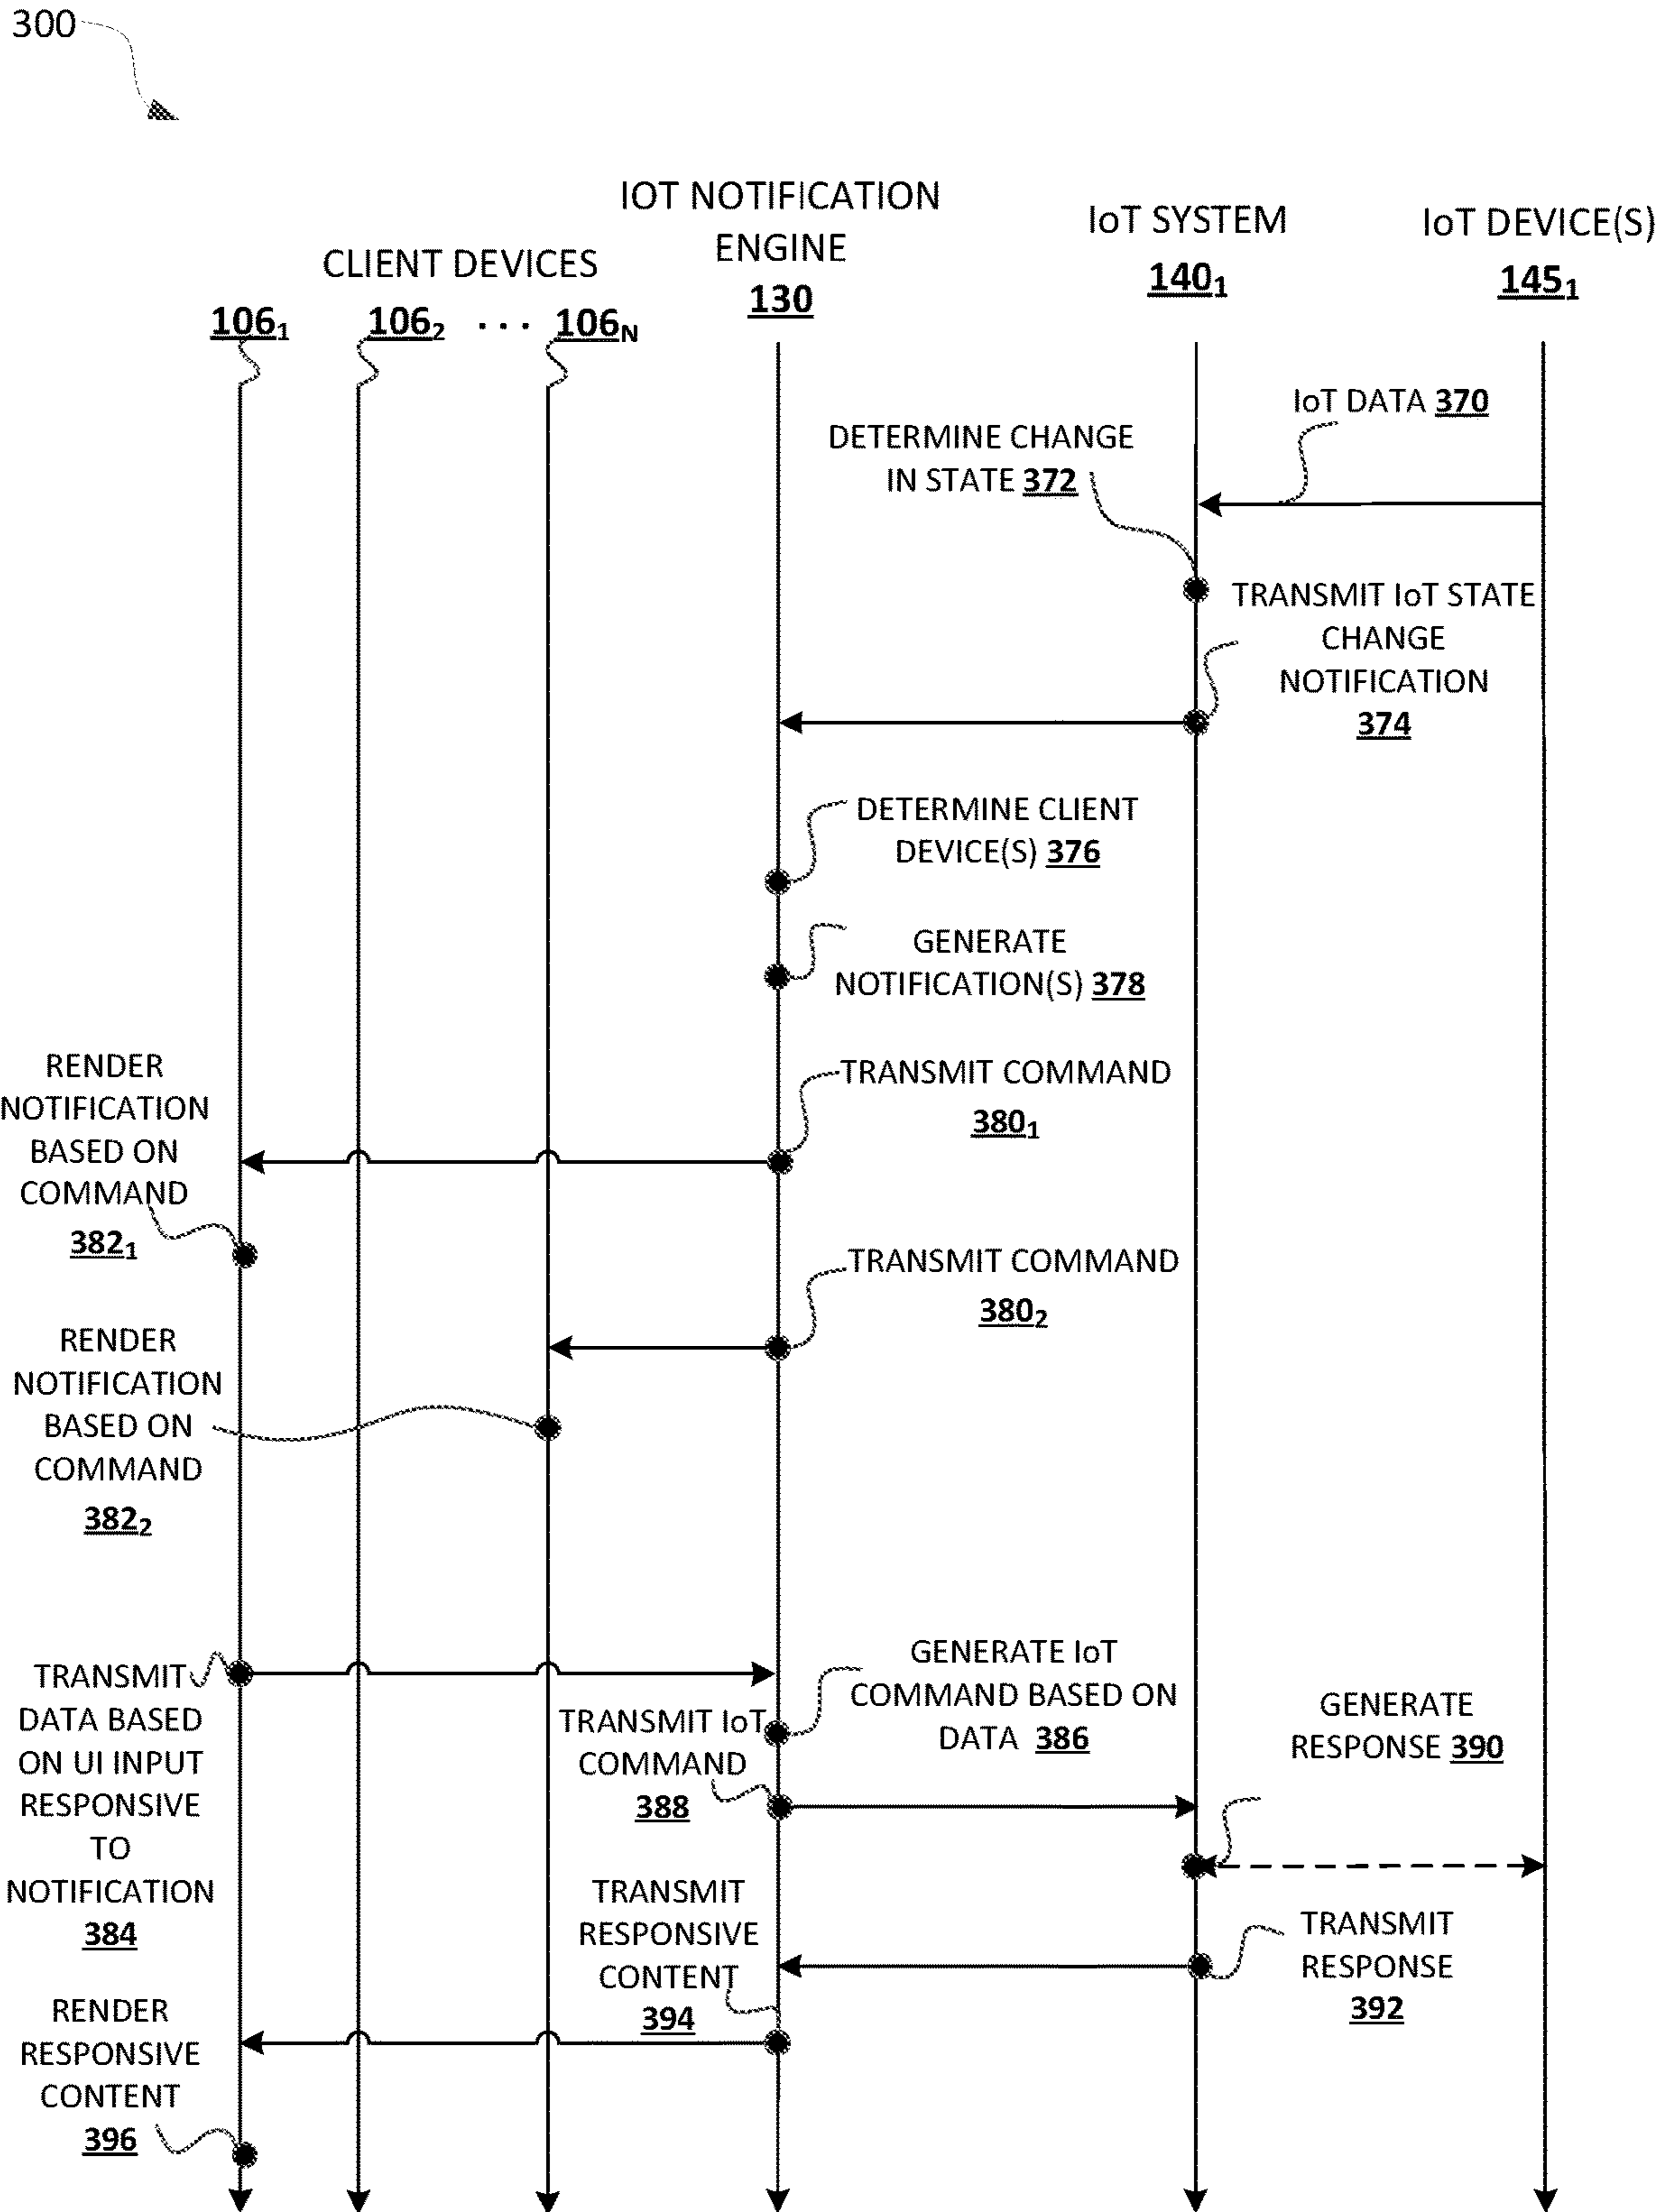 300
IOT NOTIFICATION
ENGINE
130
IoT SYSTEM
140₁
IoT DEVICE(S)
145₁
CLIENT DEVICES
106₁ 106₂ ... 106N
IoT DATA 370
DETERMINE CHANGE
IN STATE 372
TRANSMIT IoT STATE
CHANGE
NOTIFICATION
374
DETERMINE CLIENT
DEVICE(S) 376
GENERATE
NOTIFICATION(S) 378
RENDER
NOTIFICATION
BASED ON
COMMAND
382₁
TRANSMIT COMMAND
380₁
TRANSMIT COMMAND
380₂
RENDER
NOTIFICATION
BASED ON
COMMAND
382₂
TRANSMIT
DATA BASED
ON UI INPUT
RESPONSIVE
TO
NOTIFICATION
384
GENERATE IoT
COMMAND BASED ON
DATA 386
TRANSMIT IoT
COMMAND
388
GENERATE
RESPONSE 390
TRANSMIT
RESPONSE
392
TRANSMIT
RESPONSIVE
CONTENT
394
RENDER
RESPONSIVE
CONTENT
396